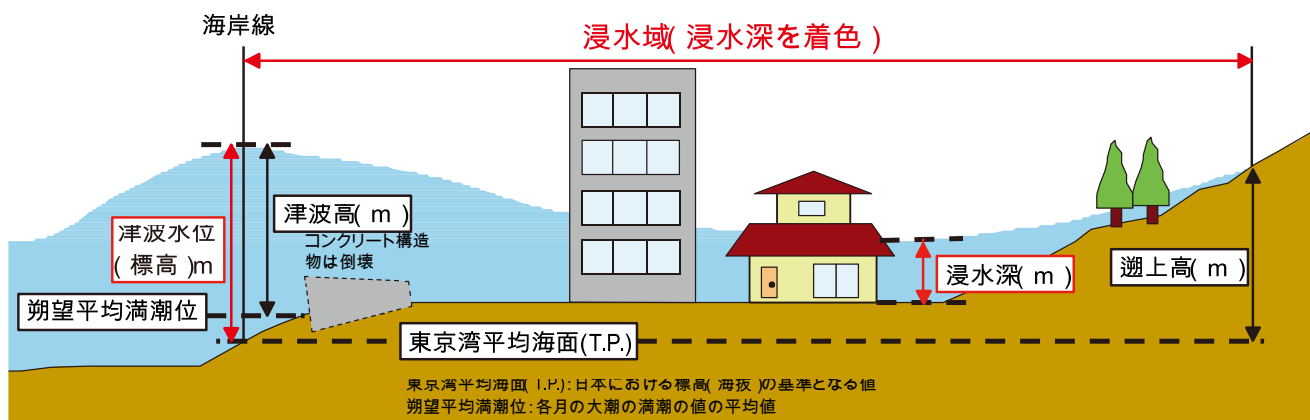 海岸線
浸水域(浸水深を着色)
津波高(m)
コンクリート構造
物は倒壊
津波水位
(標高)m
朔望平均満潮位
浸水深(m)
遡上高(m)
東京湾平均海面(T.P.)
東京湾平均海面(T.P.):日本における標高(海抜)の基準となる値
朔望平均満潮位:各月の大潮の満潮の値の平均値